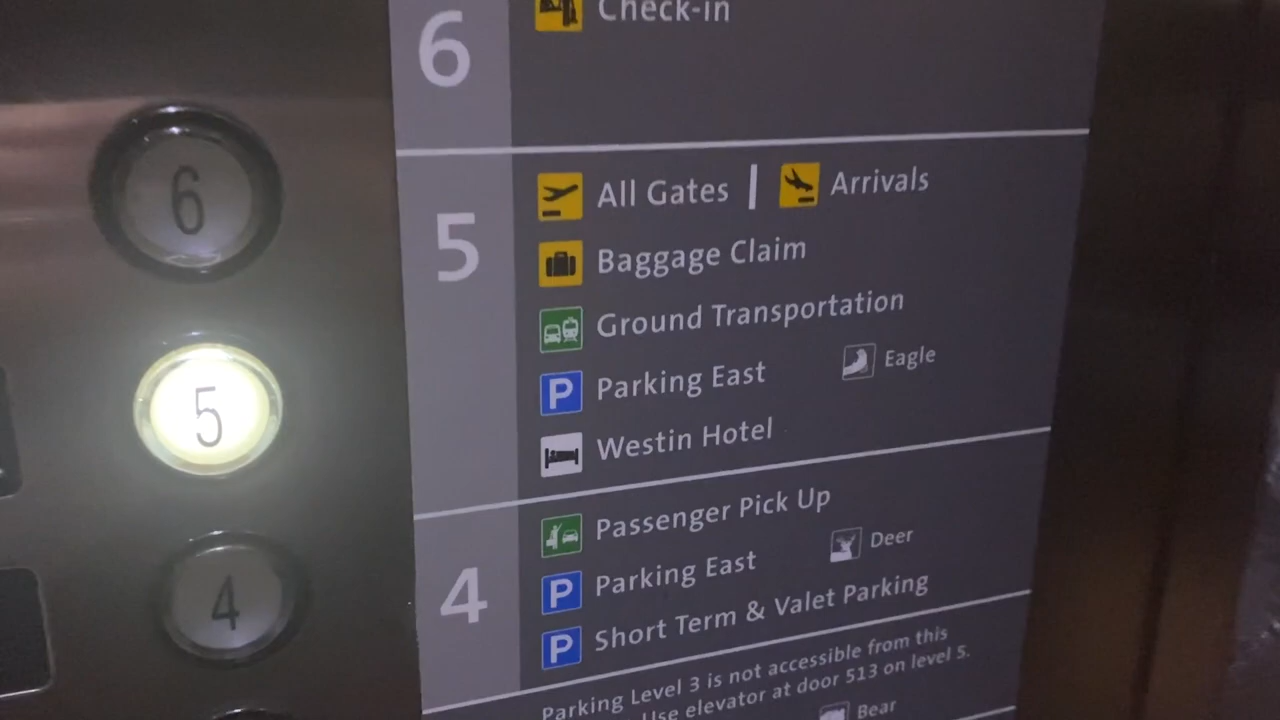 6
Check-in
6
5
All Gates | Arrivals
Baggage Claim
Ground Transportation
P Parking East Eagle
Westin Hotel
5
4
Passenger Pick Up
P Parking East Deer
P Short Term & Valet Parking
4
Parking Level 3 is not accessible from this
Use elevator at door 513 on level 5.
Bear